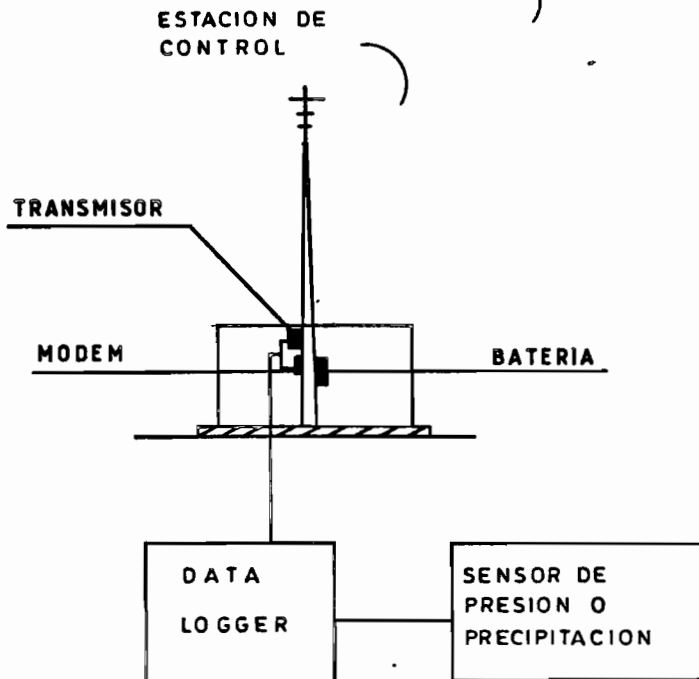 ESTACION DE
CONTROL
TRANSMISOR
MODEM
BATERIA
DATA
LOGGER
SENSOR DE
PRESION O
PRECIPITACION